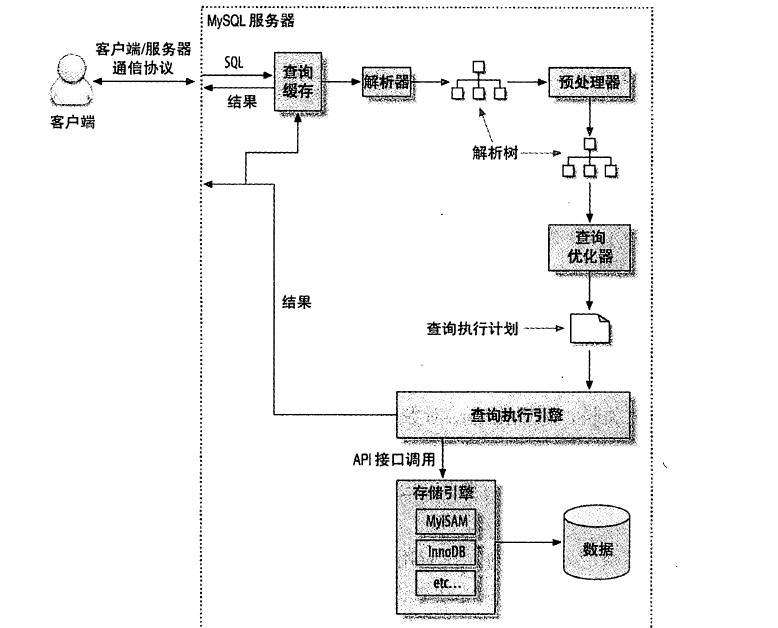 MySQL 服务器
客户端/服务器
通信协议
客户端
SQL
结果
查询
缓存
解析器
预处理器
解析树
查询
优化器
结果
查询执行计划
查询执行引擎
API 接口调用
存储引擎
MyISAM
InnoDB
etc...
数据